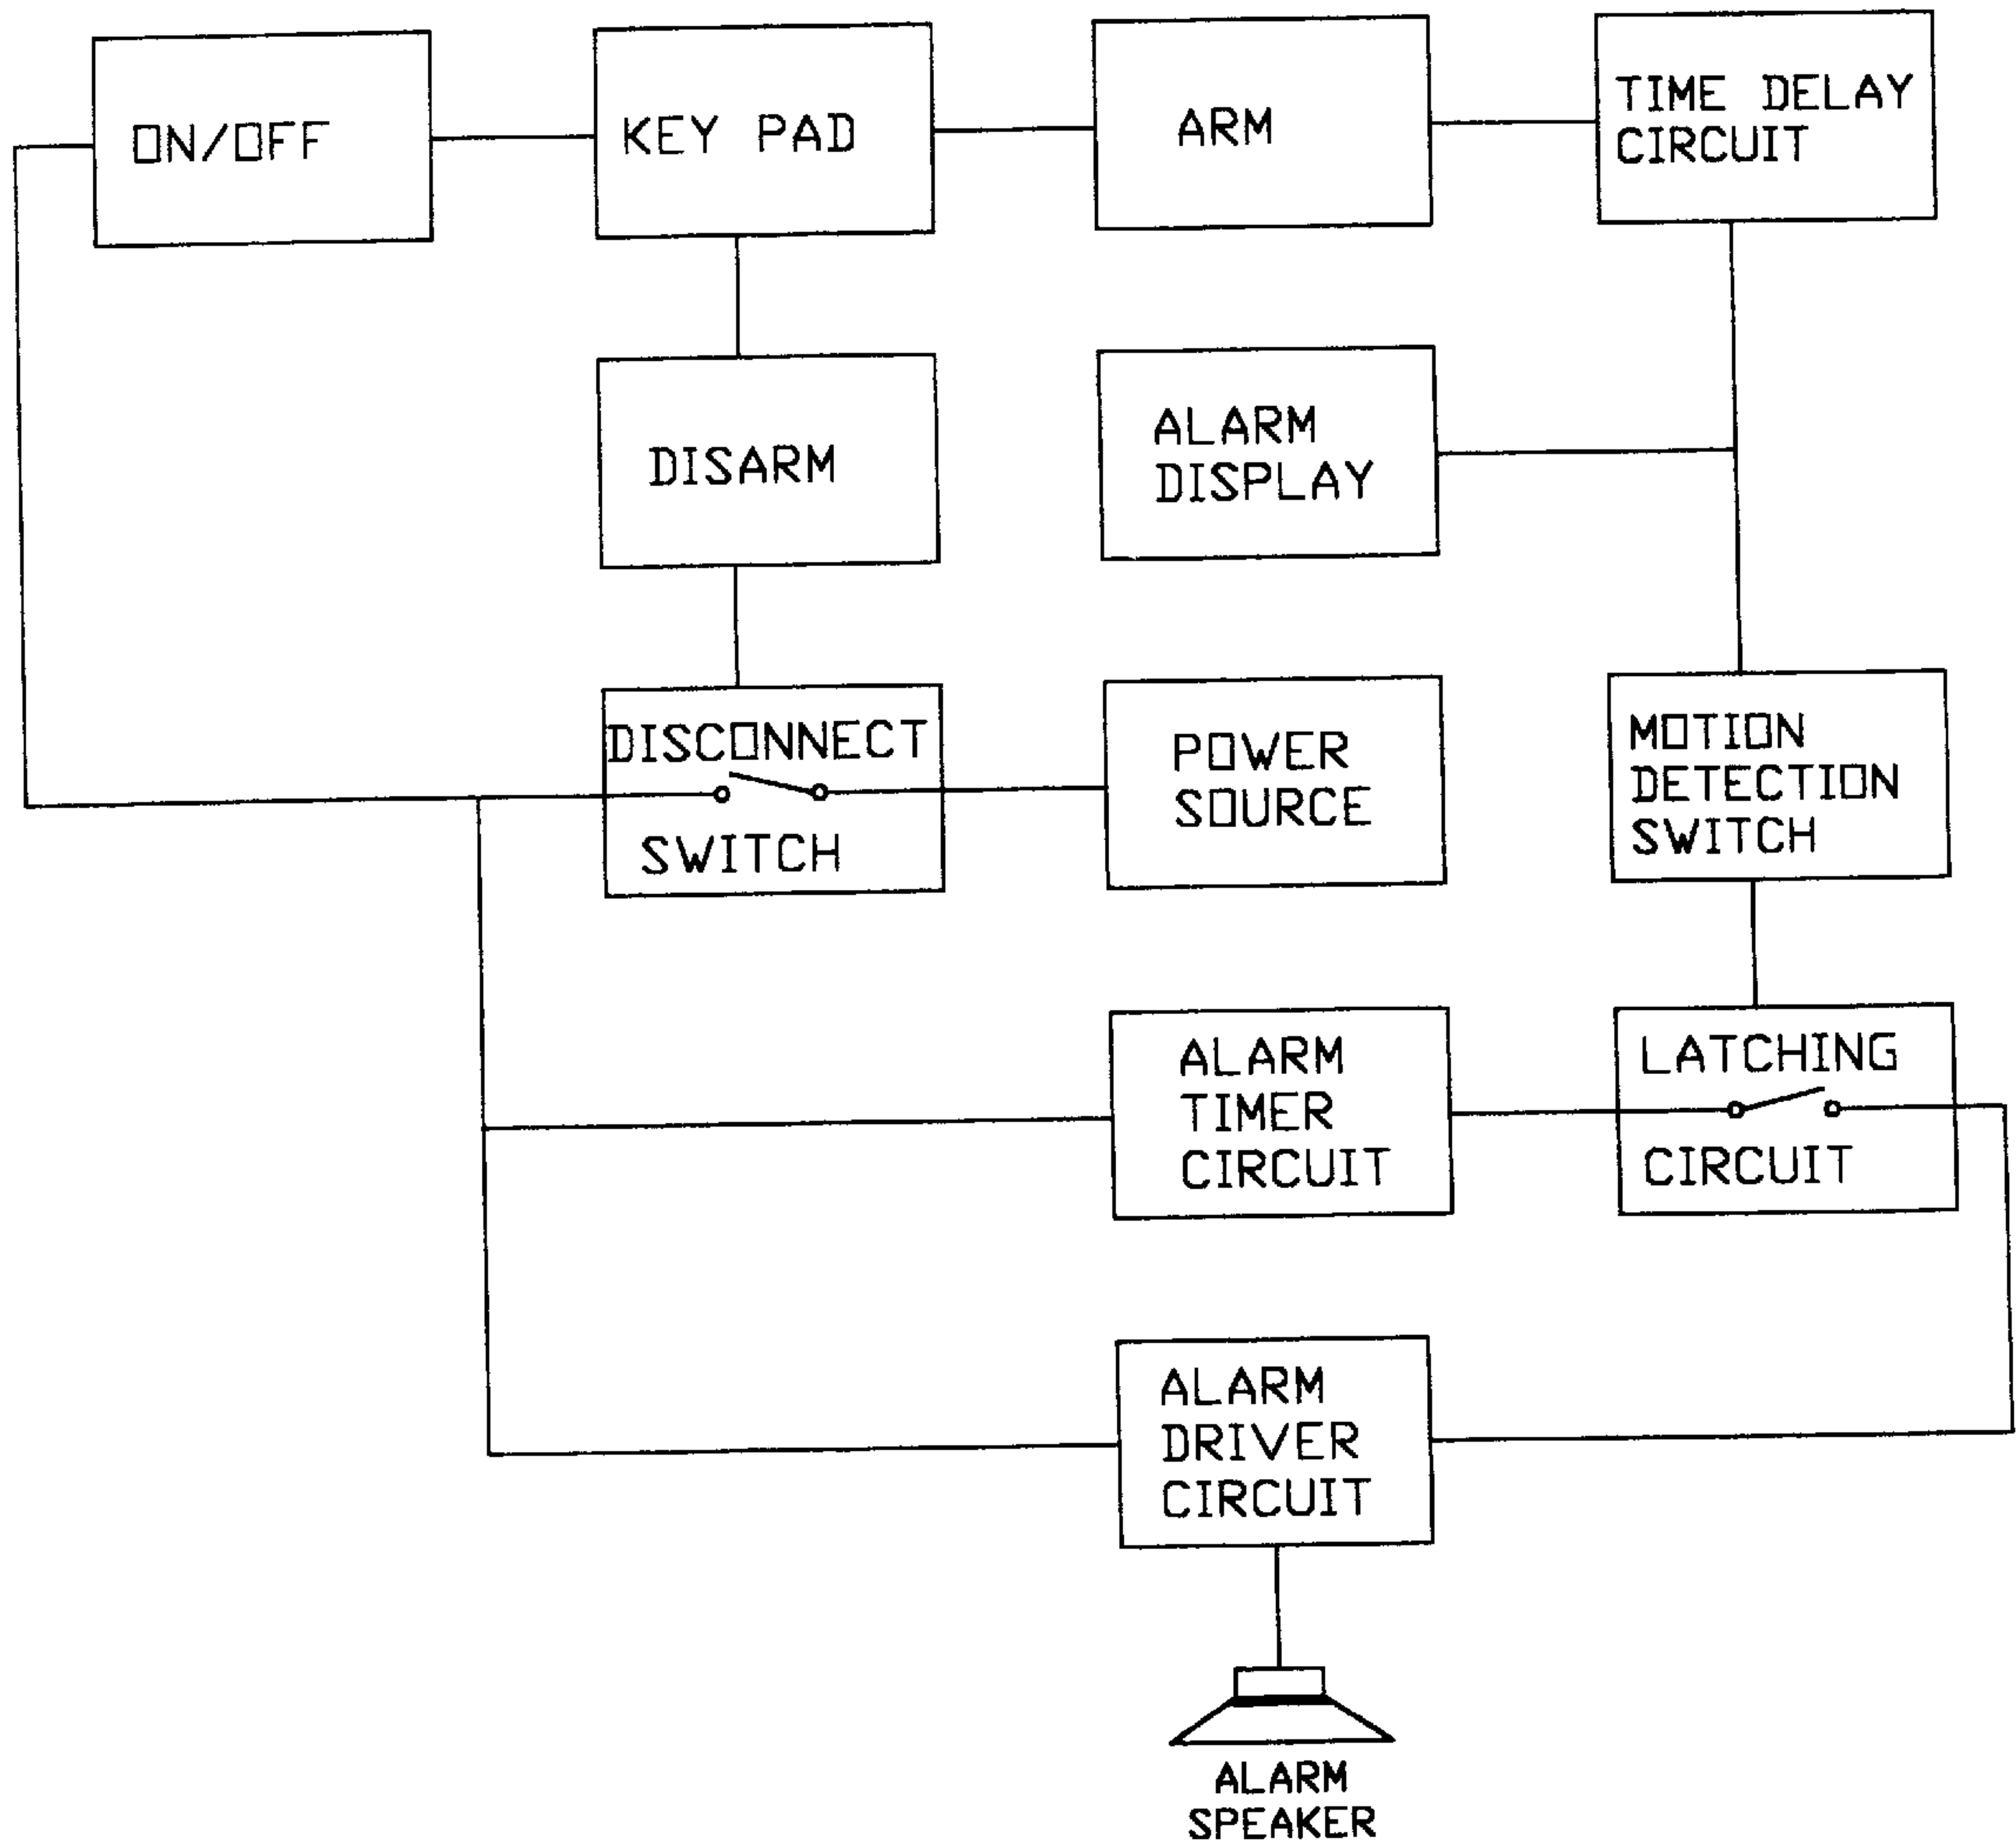 ON/OFF
KEY PAD
ARM
TIME DELAY
CIRCUIT
DISARM
ALARM
DISPLAY
DISCONNECT
SWITCH
POWER
SOURCE
MOTION
DETECTION
SWITCH
ALARM
TIMER
CIRCUIT
LATCHING
CIRCUIT
ALARM
DRIVER
CIRCUIT
ALARM
SPEAKER